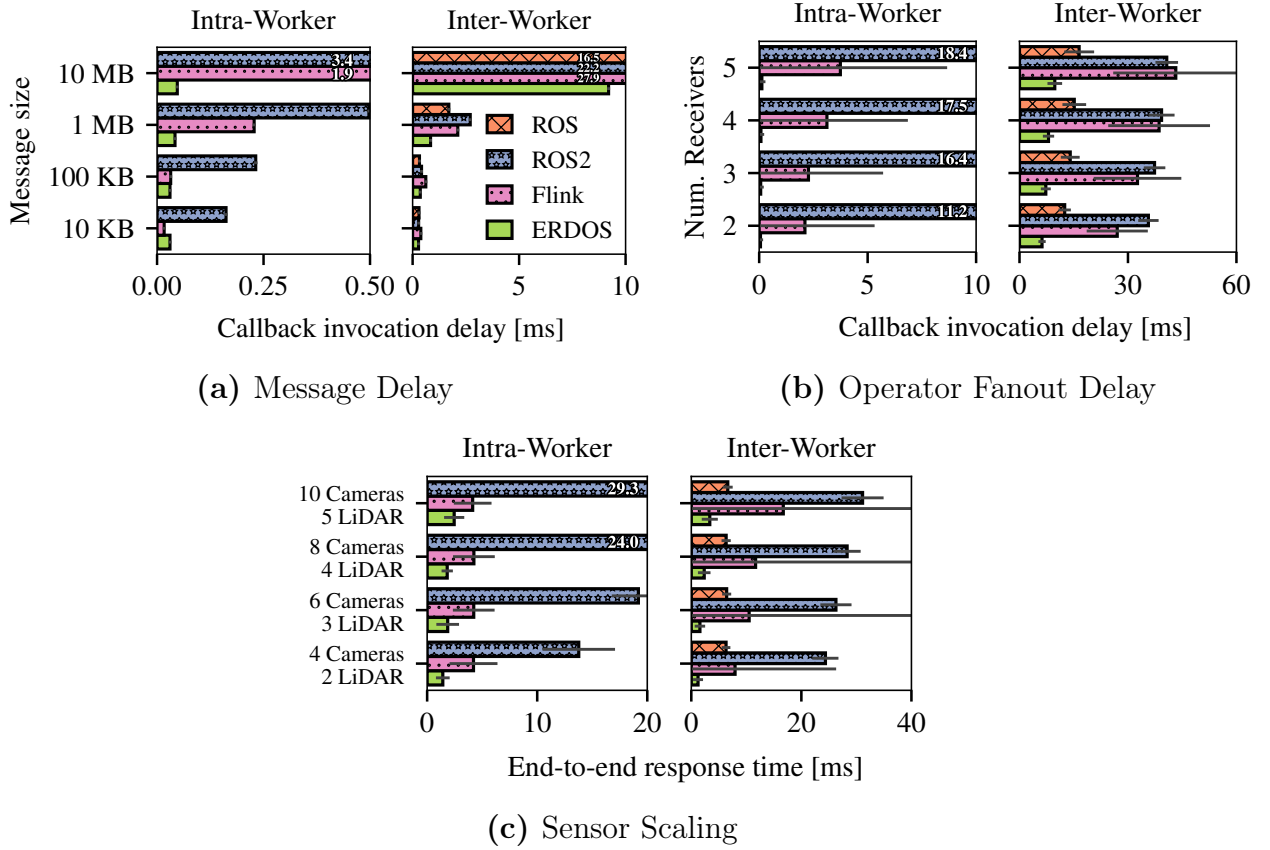 Intra-Worker
Inter-Worker
Message size
10 MB
1 MB
100 KB
10 KB
3.4
1.9
16.5
22.2
27.9
ROS
ROS2
Flink
ERDOS
0.00 0.25 0.50
0 5 10
Callback invocation delay [ms]
(a) Message Delay
Intra-Worker
Inter-Worker
Num. Receivers
5
4
3
2
18.4
17.5
16.4
11.2
0 5 10
0 30 60
Callback invocation delay [ms]
(b) Operator Fanout Delay
Intra-Worker
Inter-Worker
10 Cameras
5 LiDAR
8 Cameras
4 LiDAR
6 Cameras
3 LiDAR
4 Cameras
2 LiDAR
29.3
24.0
0 10 20
0 20 40
End-to-end response time [ms]
(c) Sensor Scaling